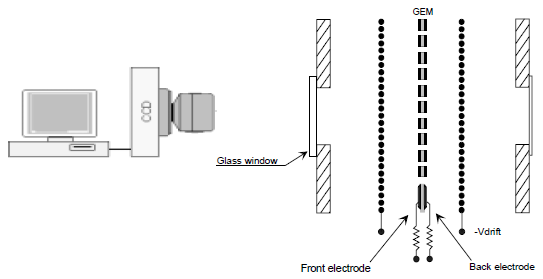 GEM
CCD
Glass window
-Vdrift
Front electrode
Back electrode